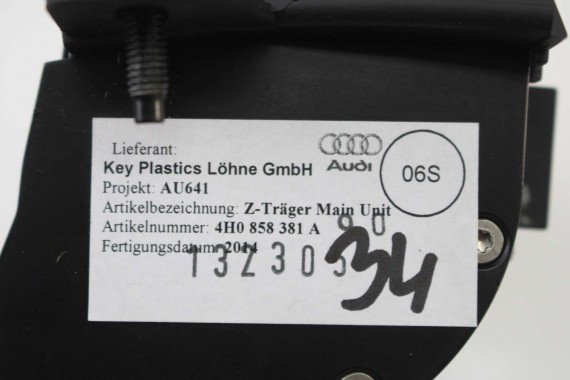 Lieferant:
Key Plastics Löhne GmbH
Audi
06S
Projekt: AU641
Artikelbezeichnung: Z-Träger Main Unit
Artikelnummer: 4H0 858 381 A
Fertigungsdatum: 2014
34